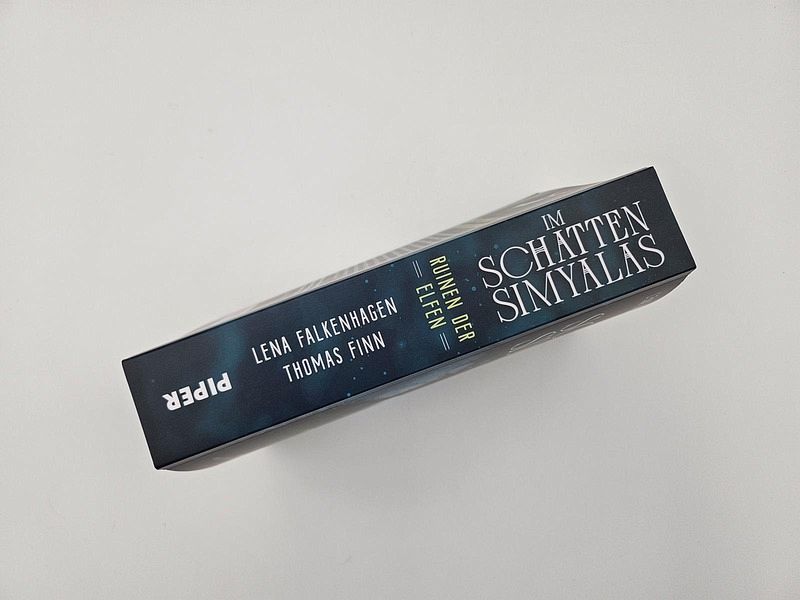 IM
SCHATTEN
SIMYALAS
RUINEN DER
ELFEN
LENA FALKENHAGEN
THOMAS FINN
PIPER